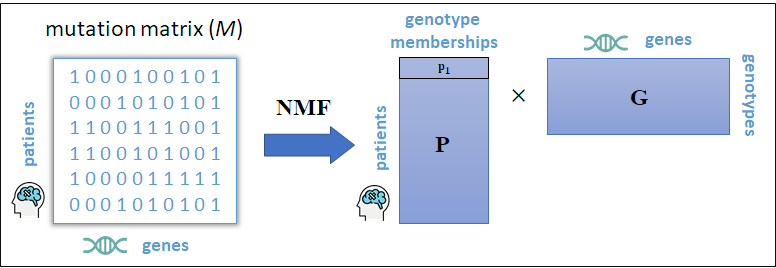 mutation matrix (M)
1 0 0 0 1 0 0 1 0 1
0 0 0 1 0 1 0 1 0 1
1 1 0 0 1 1 1 0 0 1
1 1 0 0 1 0 1 0 0 1
1 0 0 0 0 1 1 1 1 1
0 0 0 1 0 1 0 1 0 1
patients
genes
NMF
genotype
memberships
p1
P
patients
×
genes
G
genotypes